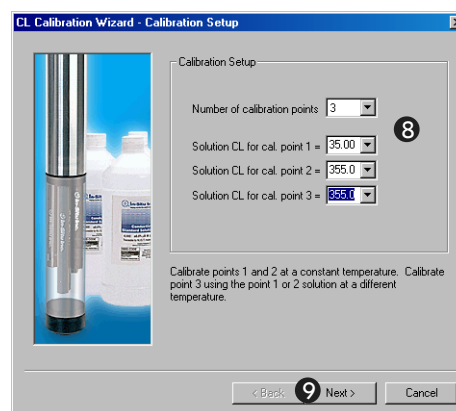 CL Calibration Wizard - Calibration Setup
Calibration Setup
Number of calibration points 3
8
Solution CL for cal. point 1 = 35.00
Solution CL for cal. point 2 = 355.0
Solution CL for cal. point 3 = 355.0
Calibrate points 1 and 2 at a constant temperature. Calibrate
point 3 using the point 1 or 2 solution at a different
temperature.
< Back 9 Next > Cancel